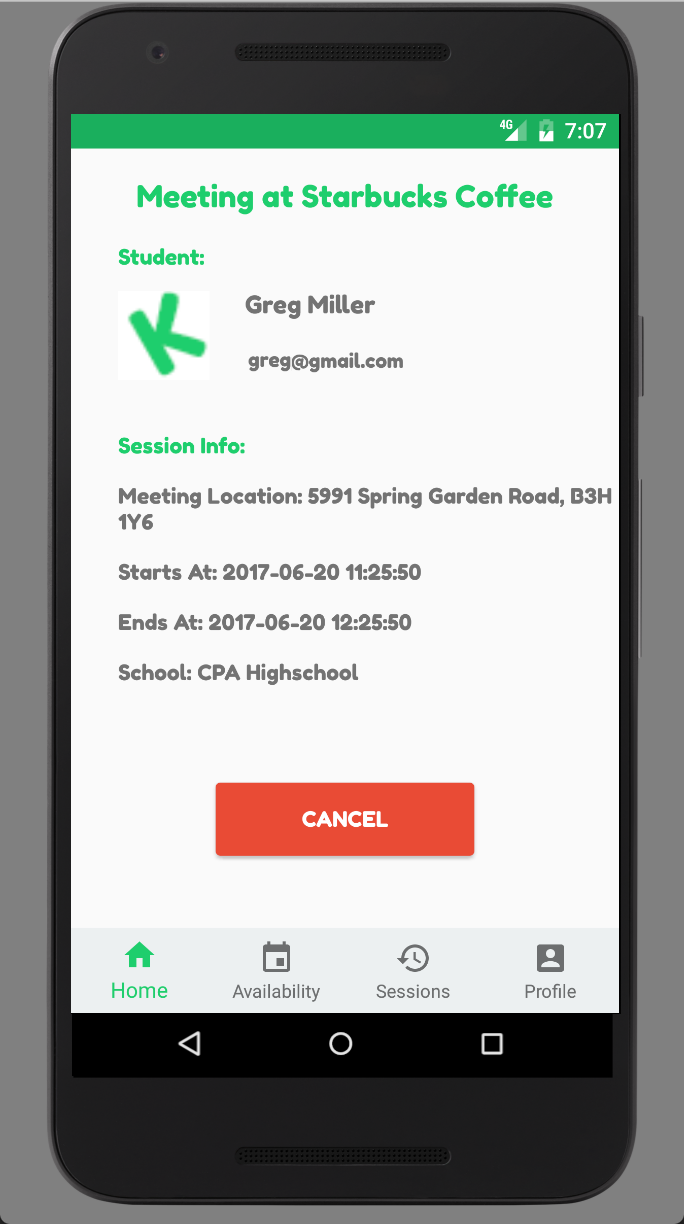 4G 7:07
Meeting at Starbucks Coffee
Student:
K
Greg Miller
greg@gmail.com
Session Info:
Meeting Location: 5991 Spring Garden Road, B3H
1Y6
Starts At: 2017-06-20 11:25:50
Ends At: 2017-06-20 12:25:50
School: CPA Highschool
CANCEL
Home Availability Sessions Profile